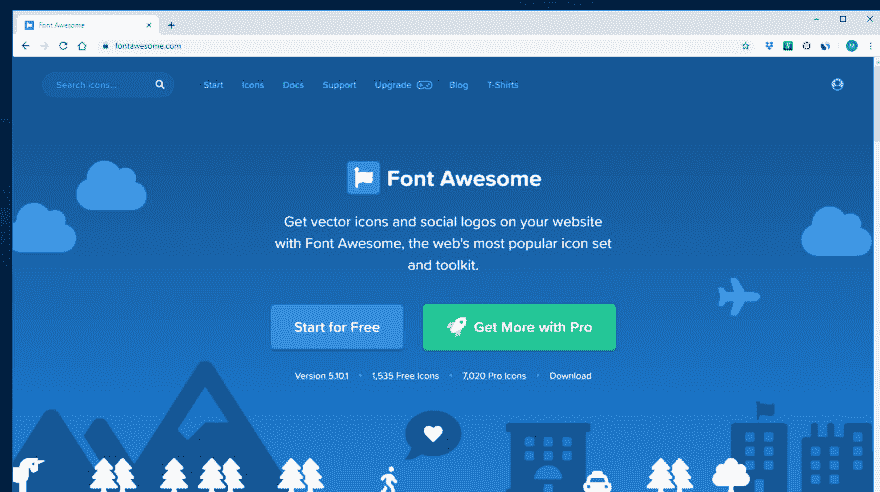 Font Awesome
fontawesome.com
Search icons...
Start
Icons
Docs
Support
Upgrade
Blog
T-Shirts
Font Awesome
Get vector icons and social logos on your website
with Font Awesome, the web's most popular icon set
and toolkit.
Start for Free
Get More with Pro
Version 5.10.1
1,535 Free Icons
7,020 Pro Icons
Download